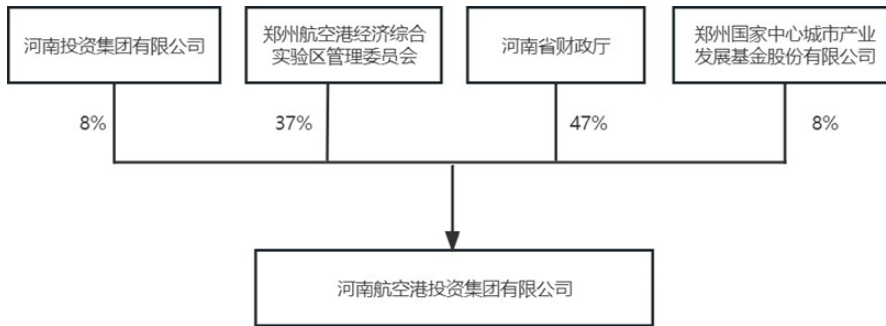 河南投资集团有限公司
郑州航空港经济综合
实验区管理委员会
河南省财政厅
郑州国家中心城市产业
发展基金股份有限公司
8%
37%
47%
8%
河南航空港投资集团有限公司